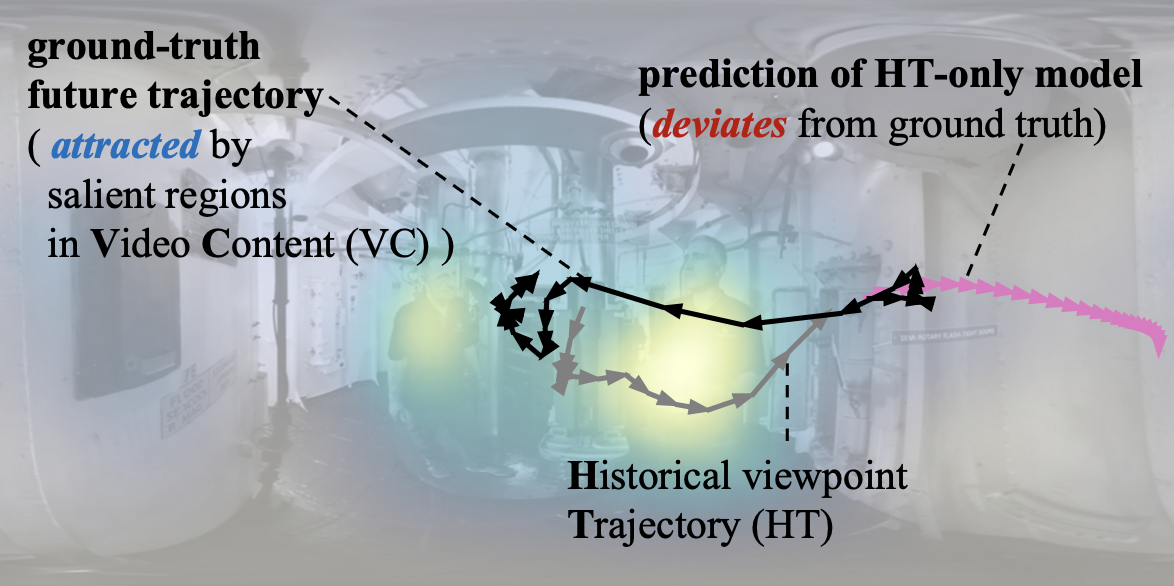 ground-truth
future trajectory
( attracted by
salient regions
in Video Content (VC) )
prediction of HT-only model
(deviates from ground truth)
Historical viewpoint
Trajectory (HT)